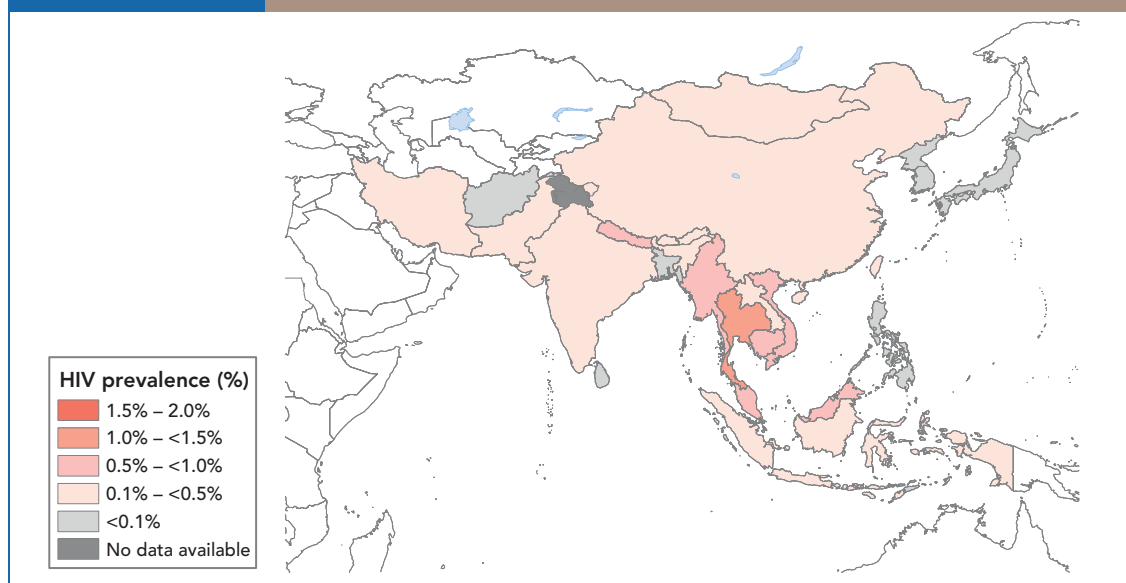 HIV prevalence (%)
1.5% – 2.0%
1.0% – <1.5%
0.5% – <1.0%
0.1% – <0.5%
<0.1%
No data available